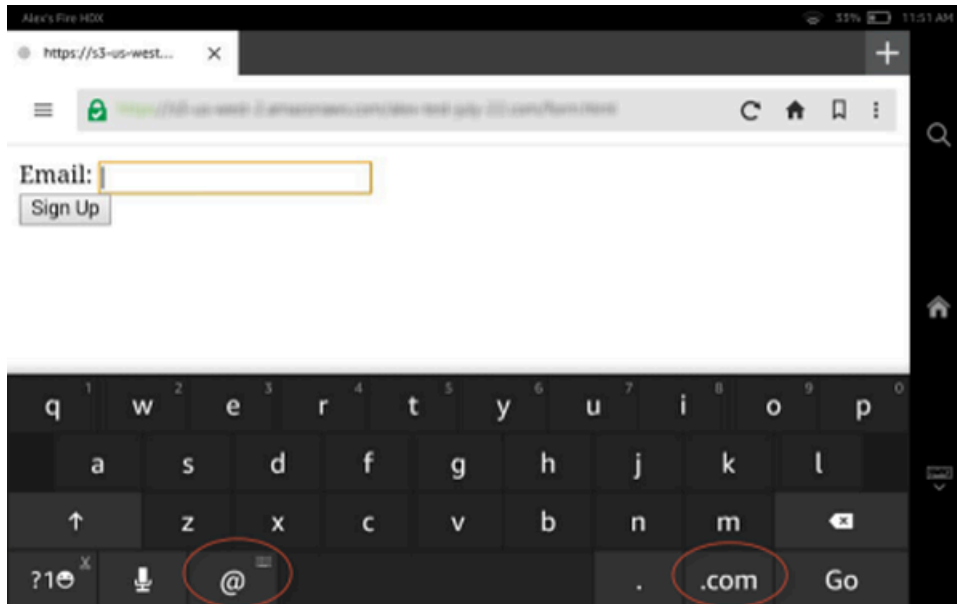 Alex's Fire HDX 33% 11:51 AM
https://s3-us-west...
Email:
Sign Up
q 1 w 2 e 3 r 4 t 5 y 6 u 7 i 8 o 9 p 0
a s d f g h j k l
z x c v b n m
?1 @ . .com Go